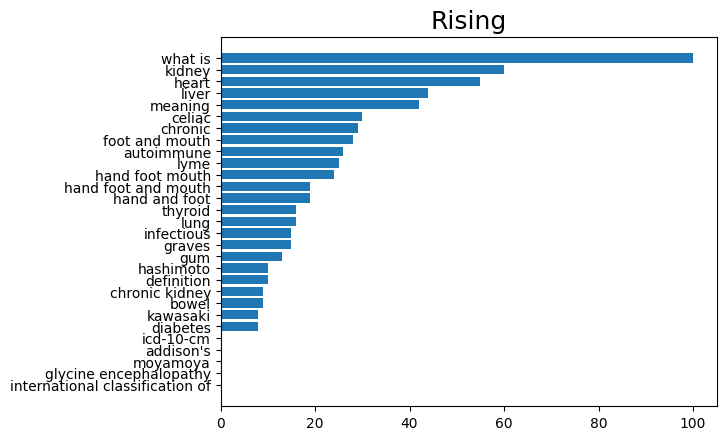 Rising
what is
kidney
heart
liver
meaning
celiac
chronic
foot and mouth
autoimmune
lyme
hand foot mouth
hand foot and mouth
hand and foot
thyroid
lung
infectious
graves
gum
hashimoto
definition
chronic kidney
bowel
kawasaki
diabetes
icd-10-cm
addison's
moyamoya
glycine encephalopathy
international classification of
0 20 40 60 80 100